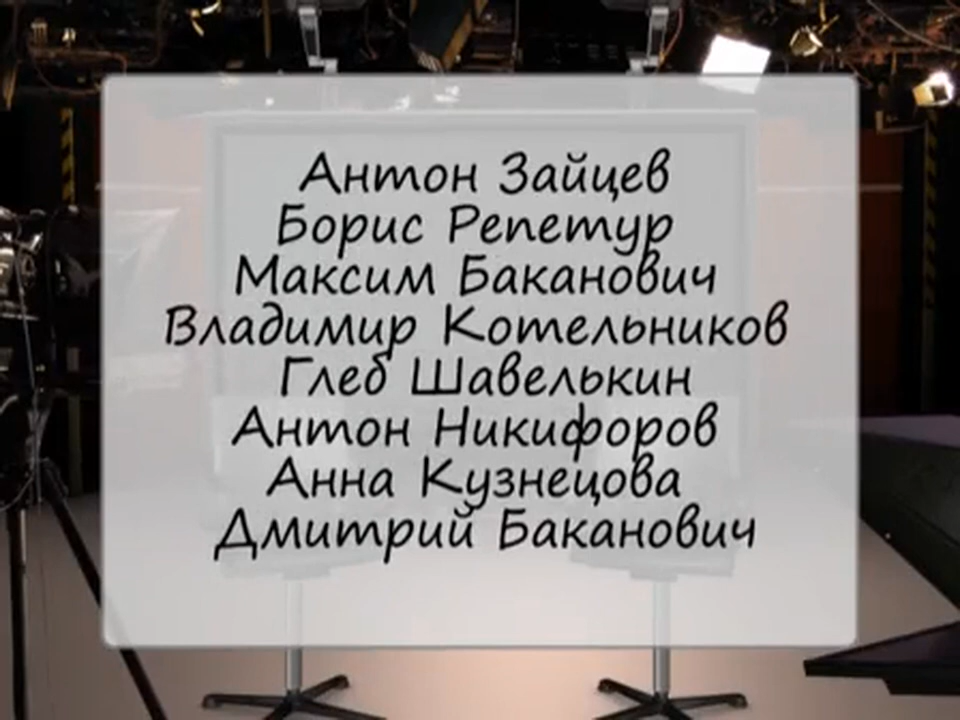 Антон Зайцев
Борис Репетур
Максим Баканович
Владимир Котельников
Глеб Шавелькин
Антон Никифоров
Анна Кузнецова
Дмитрий Баканович